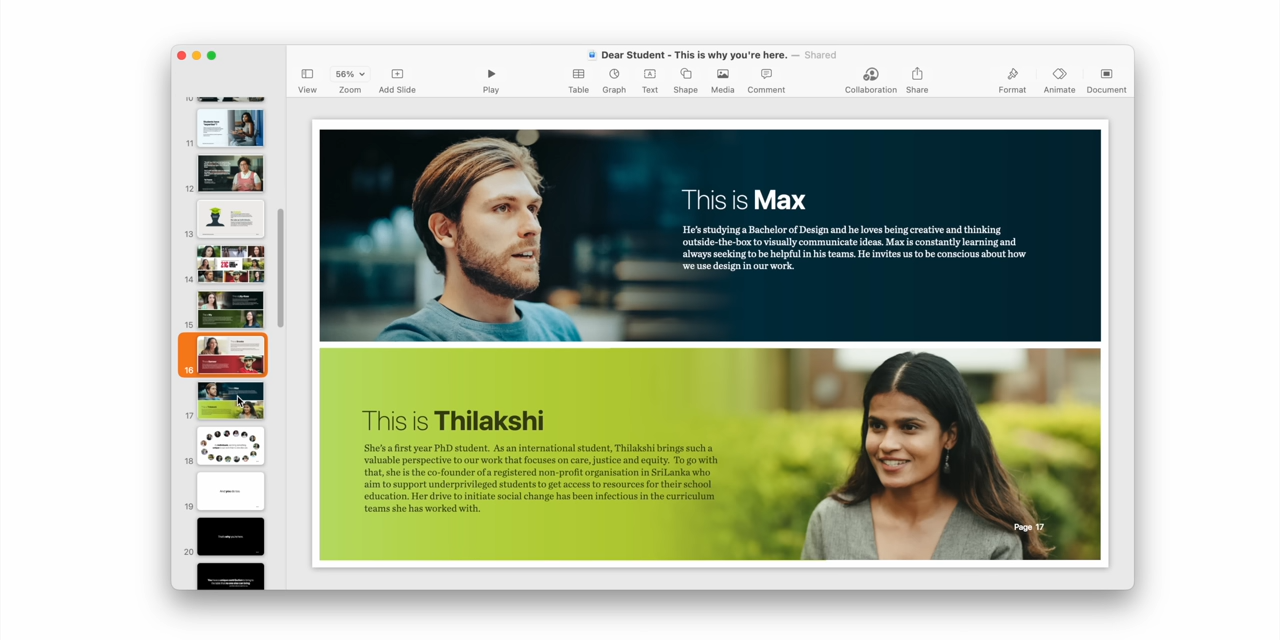 Dear Student - This is why you're here. — Shared
56%
View
Zoom
Add Slide
Play
Table
Graph
Text
Shape
Media
Comment
Collaboration
Share
Format
Animate
Document
11
12
13
14
15
16
17
18
19
20
This is Max
He's studying a Bachelor of Design and he loves being creative and thinking
outside-the-box to visually communicate ideas. Max is constantly learning and
always seeking to be helpful in his teams. He invites us to be conscious about how
we use design in our work.
This is Thilakshi
She's a first year PhD student. As an international student, Thilakshi brings such a
valuable perspective to our work that focuses on care, justice and equity. To go with
that, she is the co-founder of a registered non-profit organisation in SriLanka who
aim to support underprivileged students to get access to resources for their school
education. Her drive to initiate social change has been infectious in the curriculum
teams she has worked with.
Page 17